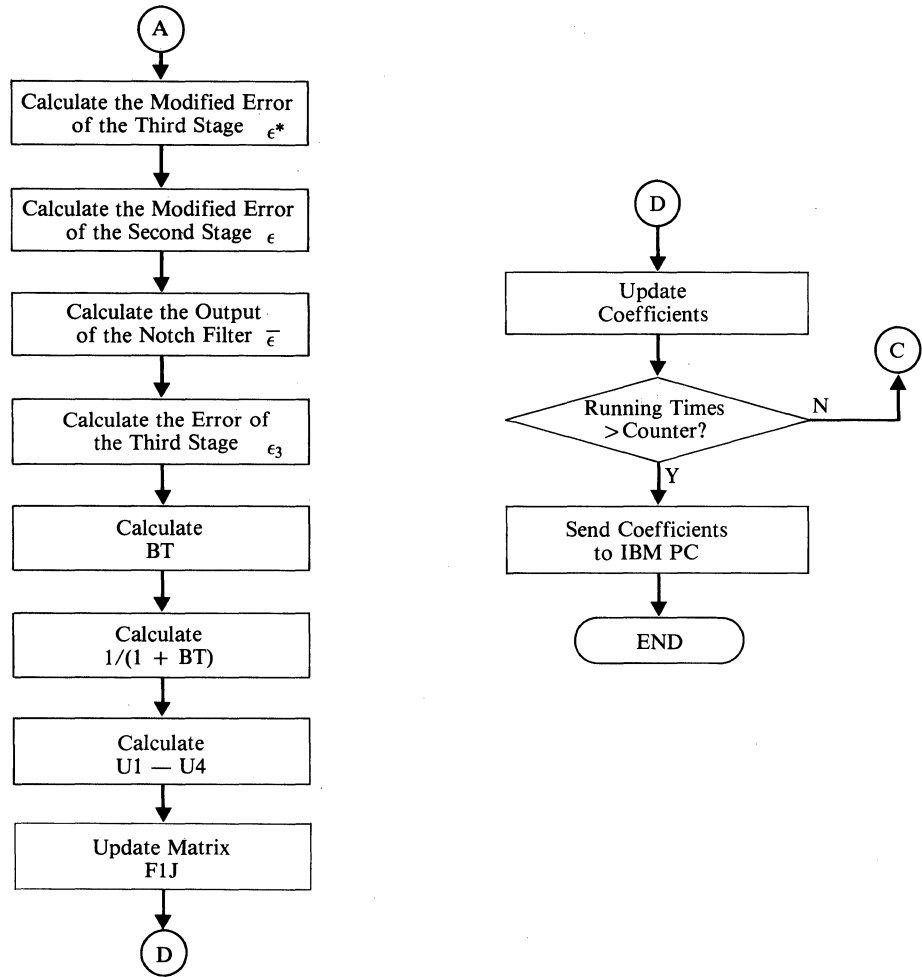 A
Calculate the Modified Error
of the Third Stage ϵ*
Calculate the Modified Error
of the Second Stage ϵ
Calculate the Output
of the Notch Filter ϵ̅
Calculate the Error of
the Third Stage ϵ₃
Calculate
BT
Calculate
1/(1 + BT)
Calculate
U1 — U4
Update Matrix
F1J
D
D
Update
Coefficients
Running Times
>Counter?
N
C
Y
Send Coefficients
to IBM PC
END